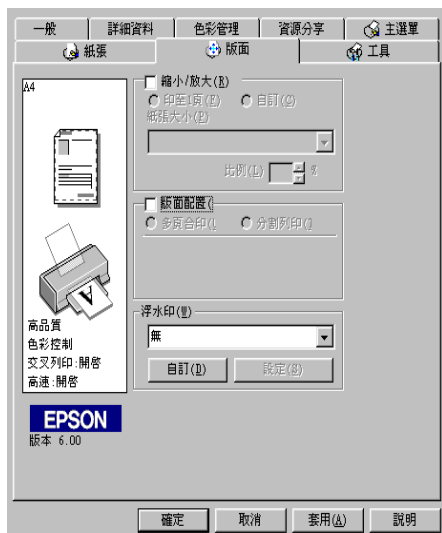 一般 詳細資料 色彩管理 資源分享 主選單
紙張 版面 工具
A4
縮小/放大(R)
印至1頁(F) 自訂(C)
紙張大小(P)
比例(L) %
版面配置(
多頁合印(L 分割列印(I
浮水印(W)
無
自訂(D) 設定(S)
高品質
色彩控制
交叉列印:開啓
高速:開啓
EPSON
版本 6.00
確定 取消 套用(A) 說明